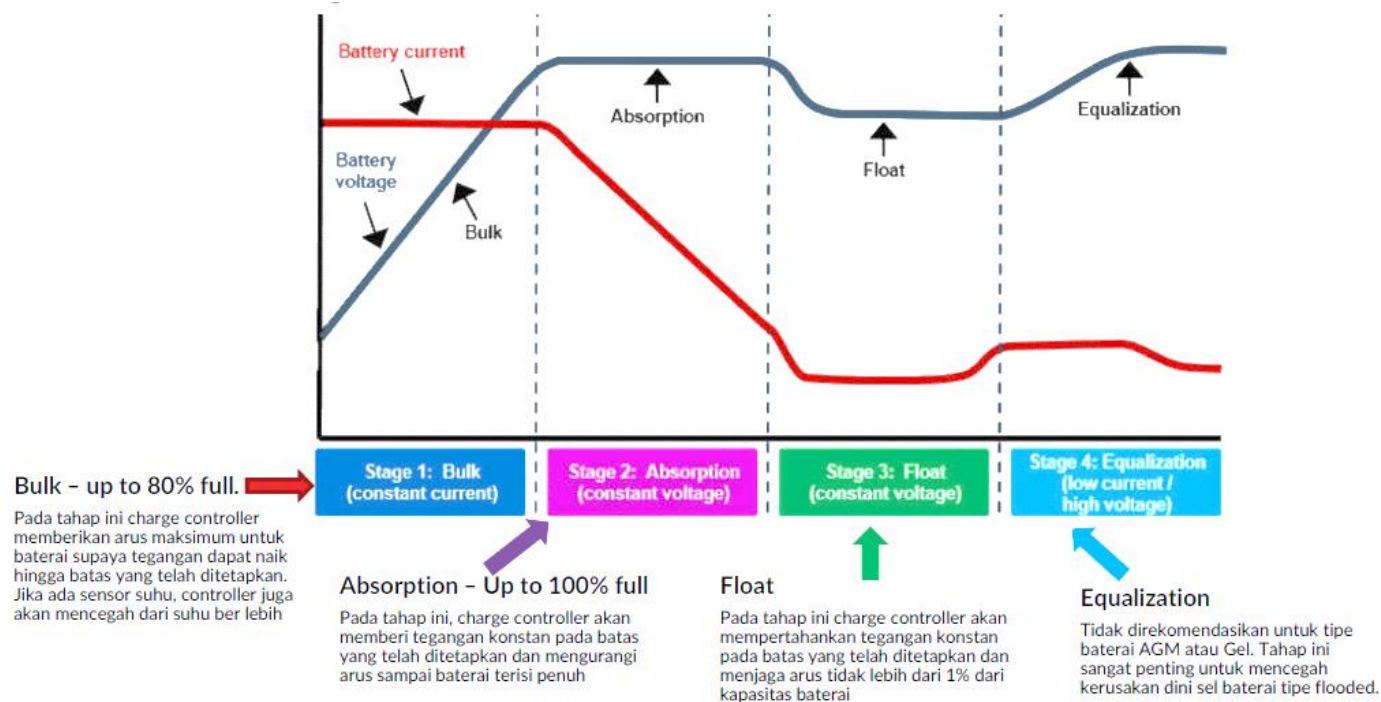 Battery current
Battery
voltage
Bulk
Absorption
Float
Equalization
Stage 1: Bulk
(constant current)
Stage 2: Absorption
(constant voltage)
Stage 3: Float
(constant voltage)
Stage 4: Equalization
(low current /
high voltage)
Bulk – up to 80% full.
Pada tahap ini charge controller
memberikan arus maksimum untuk
baterai supaya tegangan dapat naik
hingga batas yang telah ditetapkan.
Jika ada sensor suhu, controller juga
akan mencegah dari suhu ber lebih
Absorption – Up to 100% full
Pada tahap ini, charge controller akan
memberi tegangan konstan pada batas
yang telah ditetapkan dan mengurangi
arus sampai baterai terisi penuh
Float
Pada tahap ini charge controller akan
mempertahankan tegangan konstan
pada batas yang telah ditetapkan dan
menjaga arus tidak lebih dari 1% dari
kapasitas baterai
Equalization
Tidak direkomendasikan untuk tipe
baterai AGM atau Gel. Tahap ini
sangat penting untuk mencegah
kerusakan dini sel baterai tipe flooded.